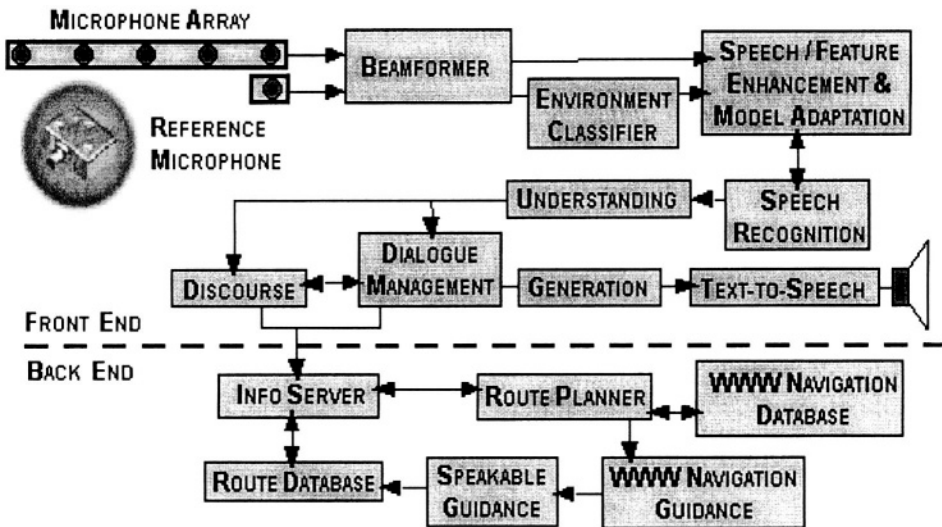 MICROPHONE ARRAY
BEAMFORMER
SPEECH / FEATURE
ENHANCEMENT &
MODEL ADAPTATION
ENVIRONMENT
CLASSIFIER
REFERENCE
MICROPHONE
UNDERSTANDING
SPEECH
RECOGNITION
DISCOURSE
DIALOGUE
MANAGEMENT
GENERATION
TEXT-TO-SPEECH
FRONT END
BACK END
INFO SERVER
ROUTE PLANNER
WWW NAVIGATION
DATABASE
ROUTE DATABASE
SPEAKABLE
GUIDANCE
WWW NAVIGATION
GUIDANCE